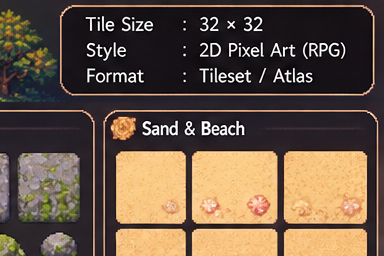 Tile Size : 32 × 32
Style : 2D Pixel Art (RPG)
Format : Tileset / Atlas
Sand & Beach